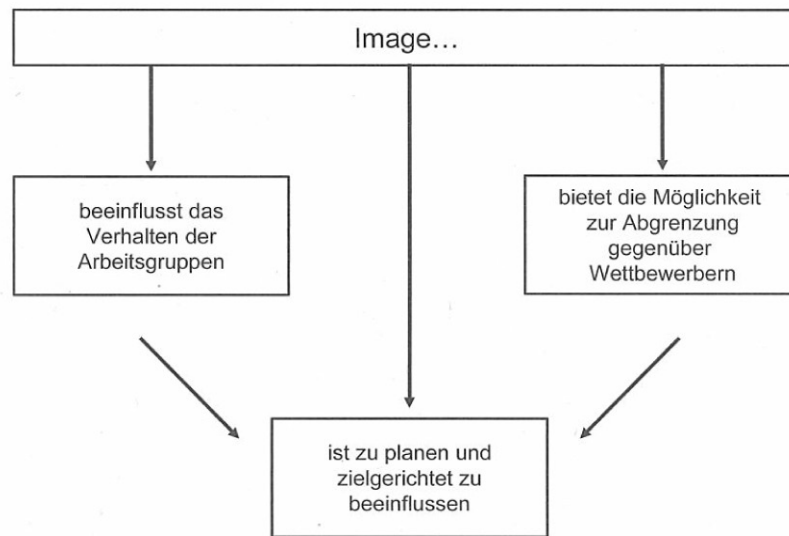 Image…
beeinflusst das
Verhalten der
Arbeitsgruppen
bietet die Möglichkeit
zur Abgrenzung
gegenüber
Wettbewerbern
ist zu planen und
zielgerichtet zu
beeinflussen